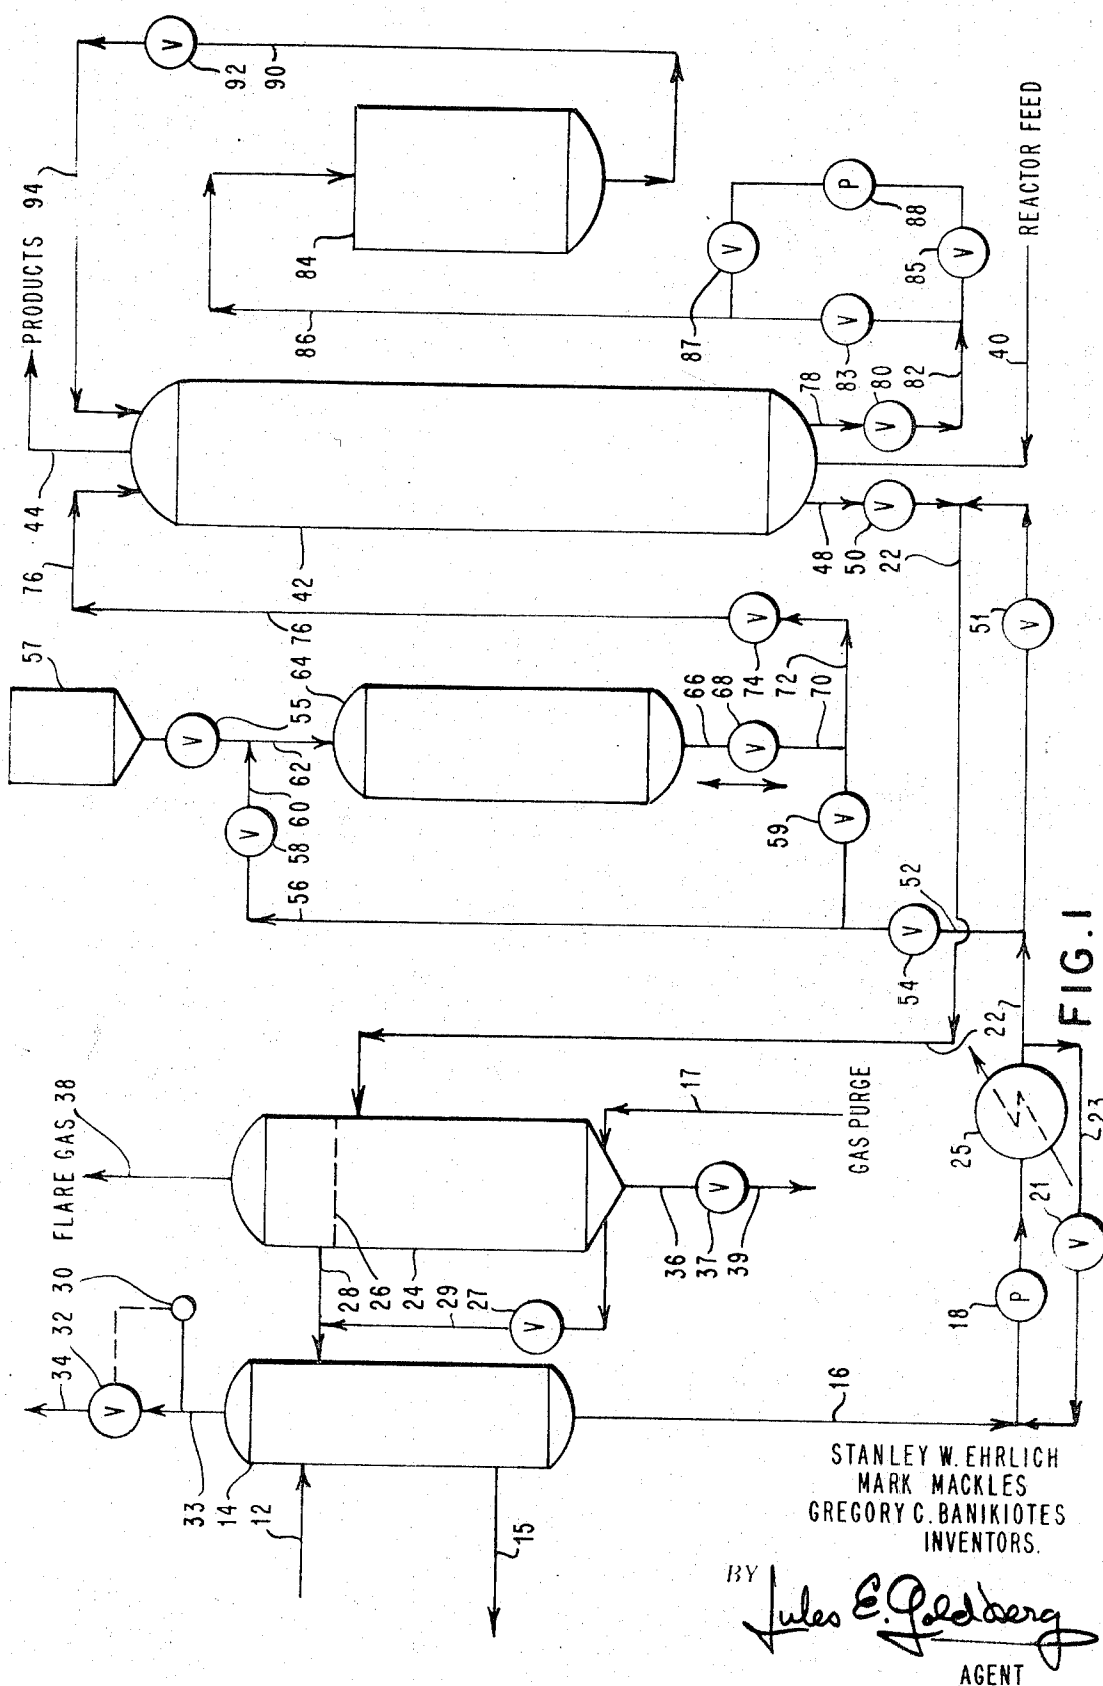 94
PRODUCTS
V
92
90
44
76
84
86
V
87
P
88
V
85
V
83
78
V
80
82
40
REACTOR FEED
42
48
V
50
22
57
V
55
76
64
62
60
V
58
56
66
V
68
V
74
72
70
V
59
V
51
52
V
54
22
FLARE GAS 38
30
32
34
V
33
14
12
15
28
26
24
29
27
V
36
V
37
39
17
GAS PURGE
16
18
P
25
21
V
23
FIG.1
STANLEY W. EHRLICH
MARK MACKLES
GREGORY C. BANIKIOTES
INVENTORS.
BY Jules E. Goldberg
AGENT